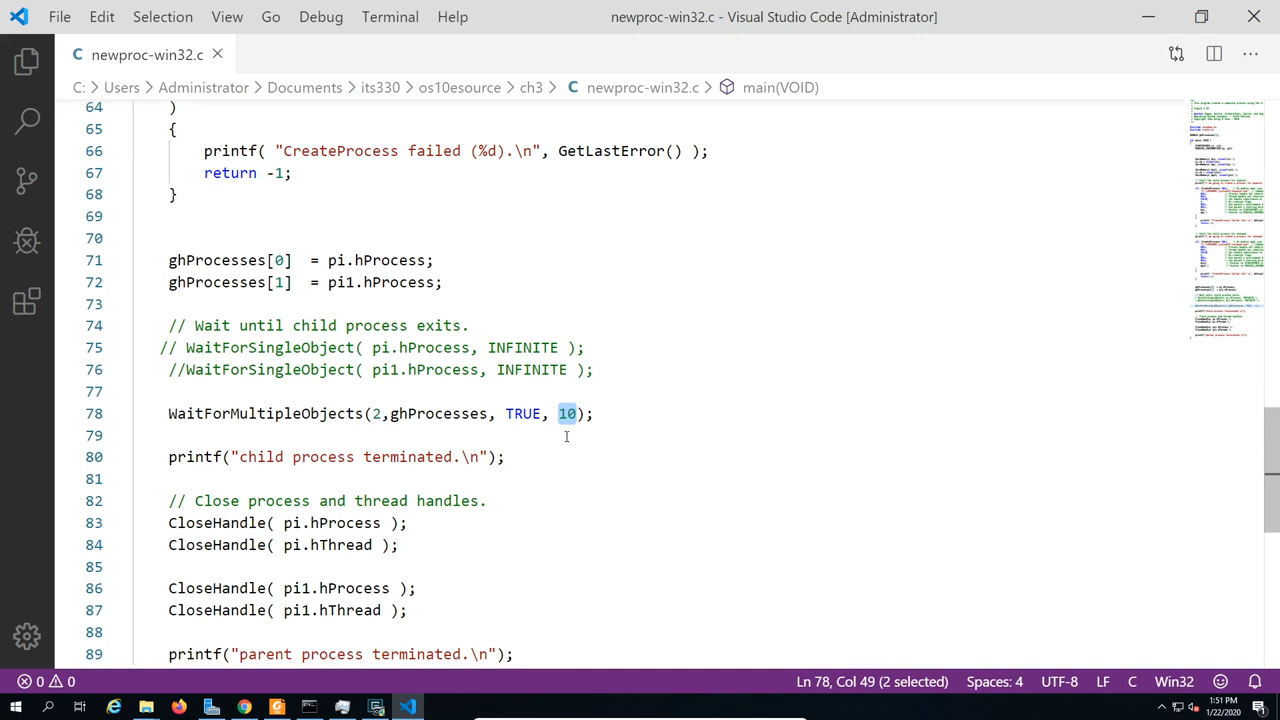 File Edit Selection View Go Debug Terminal Help newproc-win32.c - Visual Studio Code [Administrator]
C newproc-win32.c
C: > Users > Administrator > Documents > its330 > os10esource > ch3 > C newproc-win32.c > main(VOID)
64 )
65 {
66 printf( "CreateProcess failed (%d).\n", GetLastError() );
67 return -1;
68 }
69
70
71 ghProcesses[0] = pi.hProcess;
72 ghProcesses[1] = pi1.hProcess;
73
74 // Wait until child process exits.
75 // WaitForSingleObject( pi.hProcess, INFINITE );
76 //WaitForSingleObject( pi1.hProcess, INFINITE );
77
78 WaitForMultipleObjects(2,ghProcesses, TRUE, 10);
79
80 printf("child process terminated.\n");
81
82 // Close process and thread handles.
83 CloseHandle( pi.hProcess );
84 CloseHandle( pi.hThread );
85
86 CloseHandle( pi1.hProcess );
87 CloseHandle( pi1.hThread );
88
89 printf("parent process terminated.\n");
0 0 Ln 78, Col 49 (2 selected) Spaces: 4 UTF-8 LF C Win32
1:51 PM
1/22/2020